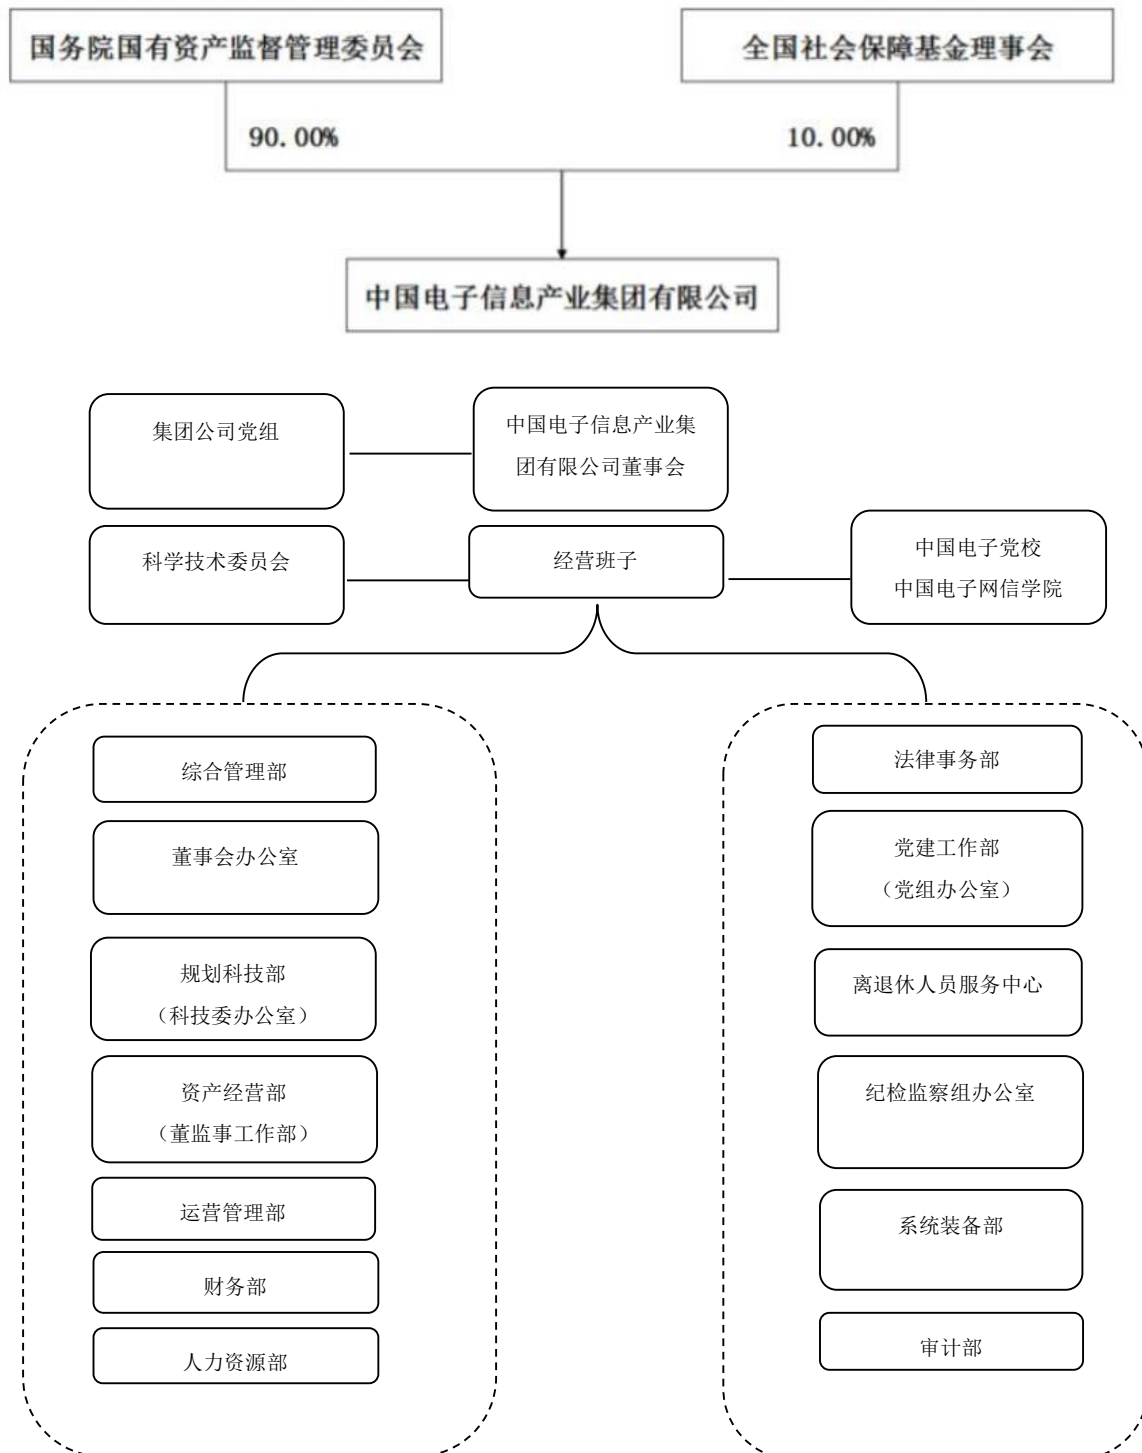 国务院国有资产监督管理委员会
全国社会保障基金理事会
90.00%
10.00%
中国电子信息产业集团有限公司
集团公司党组
中国电子信息产业集
团有限公司董事会
科学技术委员会
经营班子
中国电子党校
中国电子网信学院
综合管理部
董事会办公室
规划科技部
（科技委办公室）
资产经营部
（董监事工作部）
运营管理部
财务部
人力资源部
法律事务部
党建工作部
（党组办公室）
离退休人员服务中心
纪检监察组办公室
系统装备部
审计部